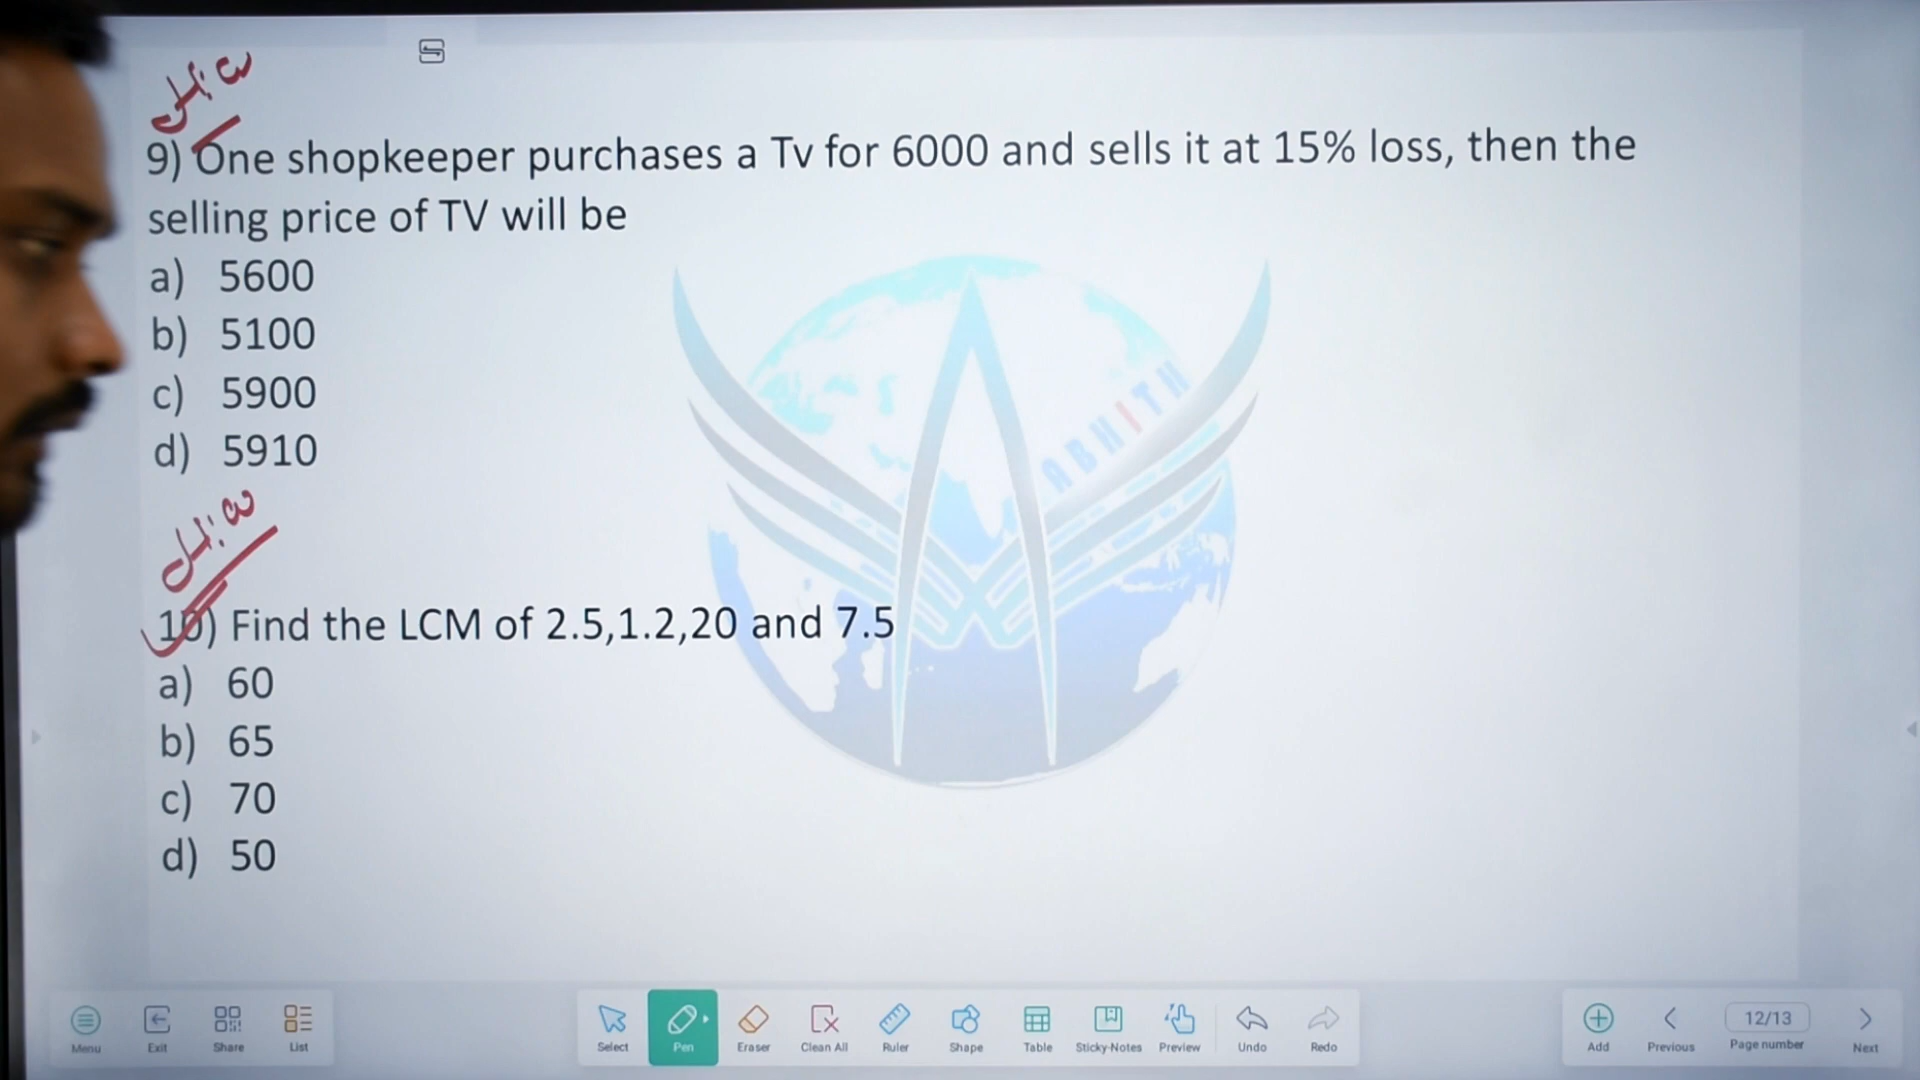 H.W
9) One shopkeeper purchases a Tv for 6000 and sells it at 15% loss, then the
selling price of TV will be
a) 5600
b) 5100
c) 5900
d) 5910
H.W
10) Find the LCM of 2.5,1.2,20 and 7.5
a) 60
b) 65
c) 70
d) 50
ABHITH
Menu Exit Share List Select Pen Eraser Clean All Ruler Shape Table Sticky-Notes Preview Undo Redo Add Previous 12/13 Page number Next